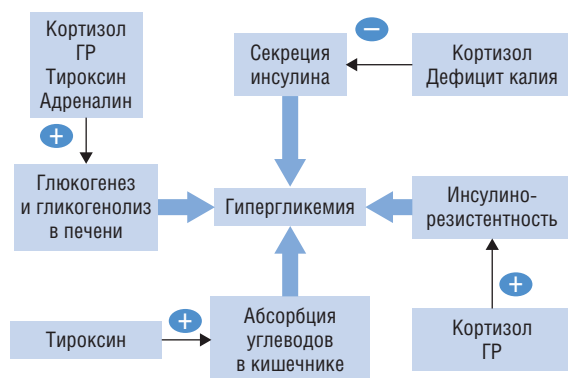 Кортизол
ГР
Тироксин
Адреналин
+
Глюкогенез
и гликогенолиз
в печени
Секреция
инсулина
−
Кортизол
Дефицит калия
Гипергликемия
Инсулино-
резистентность
+
Кортизол
ГР
Тироксин
+
Абсорбция
углеводов
в кишечнике